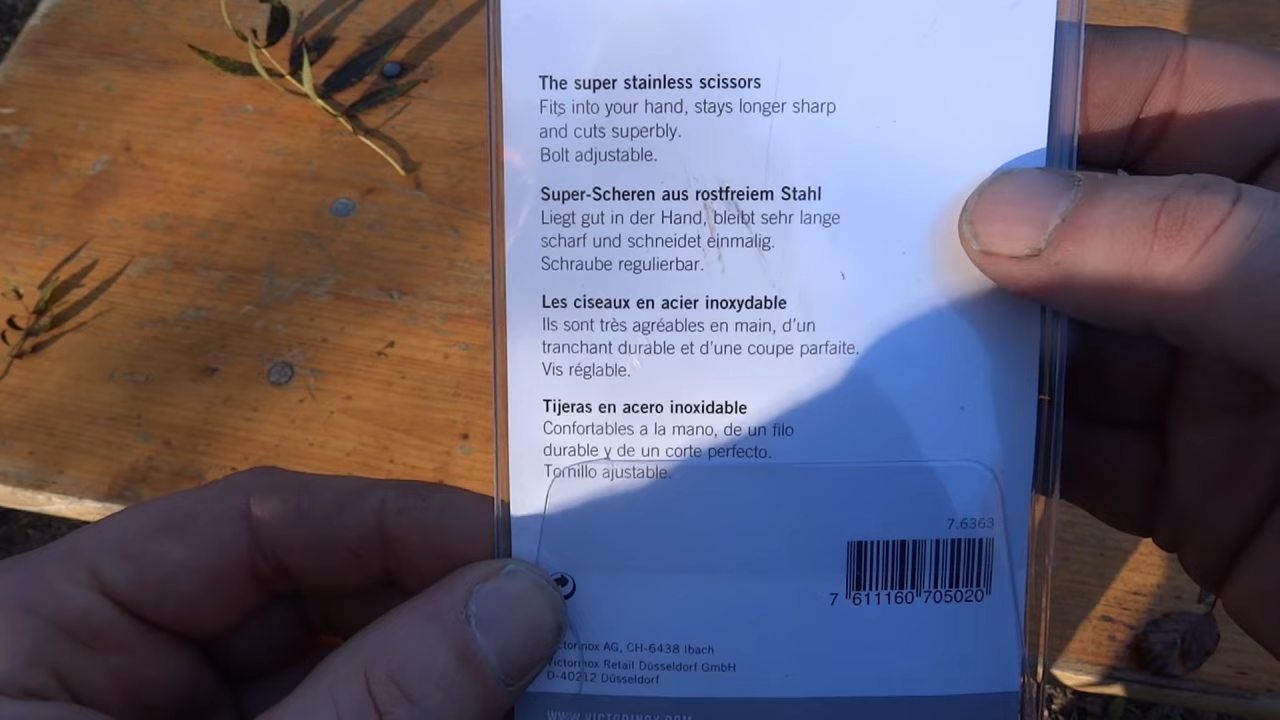 The super stainless scissors
Fits into your hand, stays longer sharp
and cuts superbly.
Bolt adjustable.
Super-Scheren aus rostfreiem Stahl
Liegt gut in der Hand, bleibt sehr lange
scharf und schneidet einmalig.
Schraube regulierbar.
Les ciseaux en acier inoxydable
Ils sont très agréables en main, d'un
tranchant durable et d'une coupe parfaite.
Vis réglable.
Tijeras en acero inoxidable
Confortables a la mano, de un filo
durable y de un corte perfecto.
Tornillo ajustable.
7.6363
7 611160 705020
Victorinox AG, CH-6438 Ibach
Victorinox Retail Düsseldorf GmbH
D-40212 Düsseldorf
WWW.VICTORINOX.COM